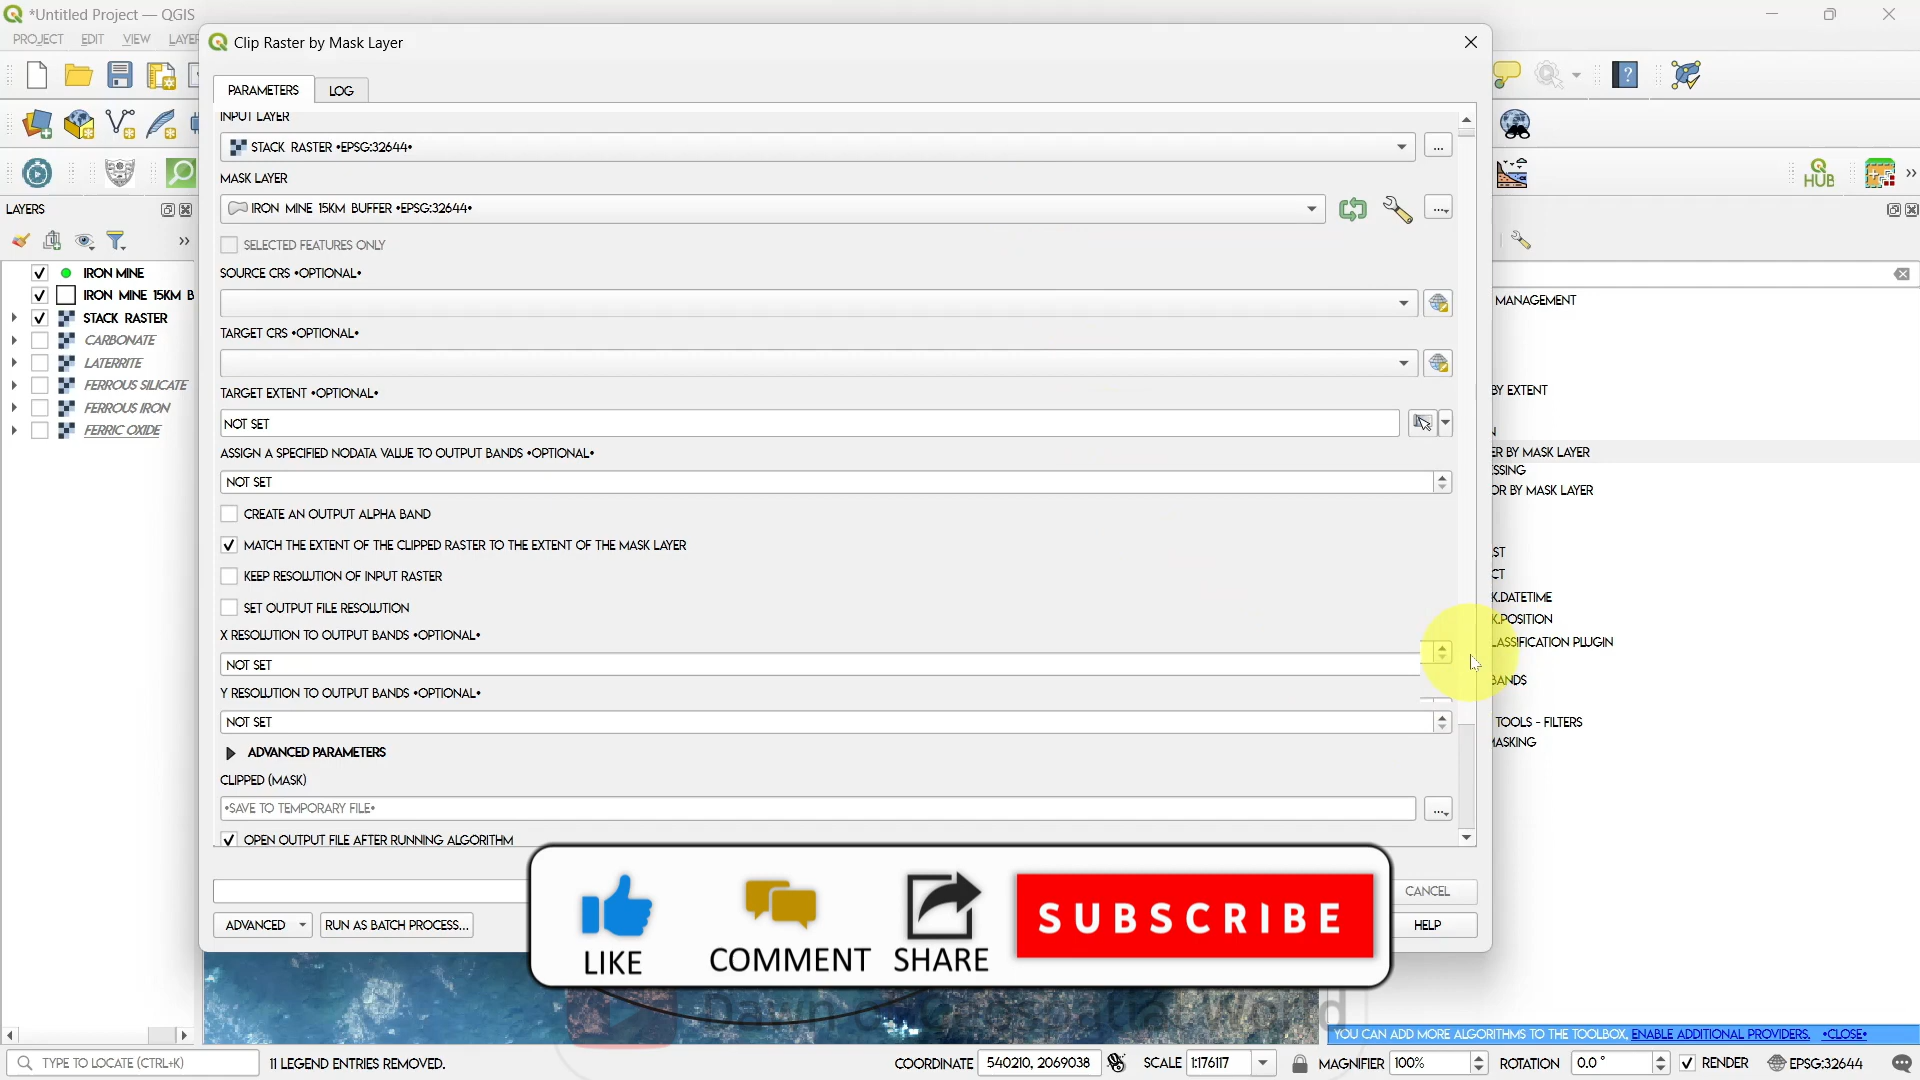 *Untitled Project — QGIS
PROJECT EDIT VIEW LAYER
Clip Raster by Mask Layer
PARAMETERS LOG
INPUT LAYER
STACK RASTER •EPSG:32644•
MASK LAYER
IRON MINE 15KM BUFFER •EPSG:32644•
SELECTED FEATURES ONLY
SOURCE CRS •OPTIONAL•
TARGET CRS •OPTIONAL•
TARGET EXTENT •OPTIONAL•
NOT SET
ASSIGN A SPECIFIED NODATA VALUE TO OUTPUT BANDS •OPTIONAL•
NOT SET
CREATE AN OUTPUT ALPHA BAND
MATCH THE EXTENT OF THE CLIPPED RASTER TO THE EXTENT OF THE MASK LAYER
KEEP RESOLUTION OF INPUT RASTER
SET OUTPUT FILE RESOLUTION
X RESOLUTION TO OUTPUT BANDS •OPTIONAL•
NOT SET
Y RESOLUTION TO OUTPUT BANDS •OPTIONAL•
NOT SET
ADVANCED PARAMETERS
CLIPPED (MASK)
•SAVE TO TEMPORARY FILE•
OPEN OUTPUT FILE AFTER RUNNING ALGORITHM
CANCEL
ADVANCED RUN AS BATCH PROCESS... HELP
LAYERS
IRON MINE
IRON MINE 15KM B
STACK RASTER
CARBONATE
LATERRITE
FERROUS SILICATE
FERROUS IRON
FERRIC OXIDE
HUB
MANAGEMENT
BY EXTENT
ER BY MASK LAYER
SSING
OR BY MASK LAYER
ST
CT
K.DATETIME
K.POSITION
LASSIFICATION PLUGIN
BANDS
TOOLS - FILTERS
MASKING
LIKE COMMENT SHARE SUBSCRIBE
YOU CAN ADD MORE ALGORITHMS TO THE TOOLBOX, ENABLE ADDITIONAL PROVIDERS. •CLOSE•
TYPE TO LOCATE (CTRL+K) 11 LEGEND ENTRIES REMOVED. COORDINATE 540210, 2069038 SCALE 1:176117 MAGNIFIER 100% ROTATION 0.0 ° RENDER EPSG:32644